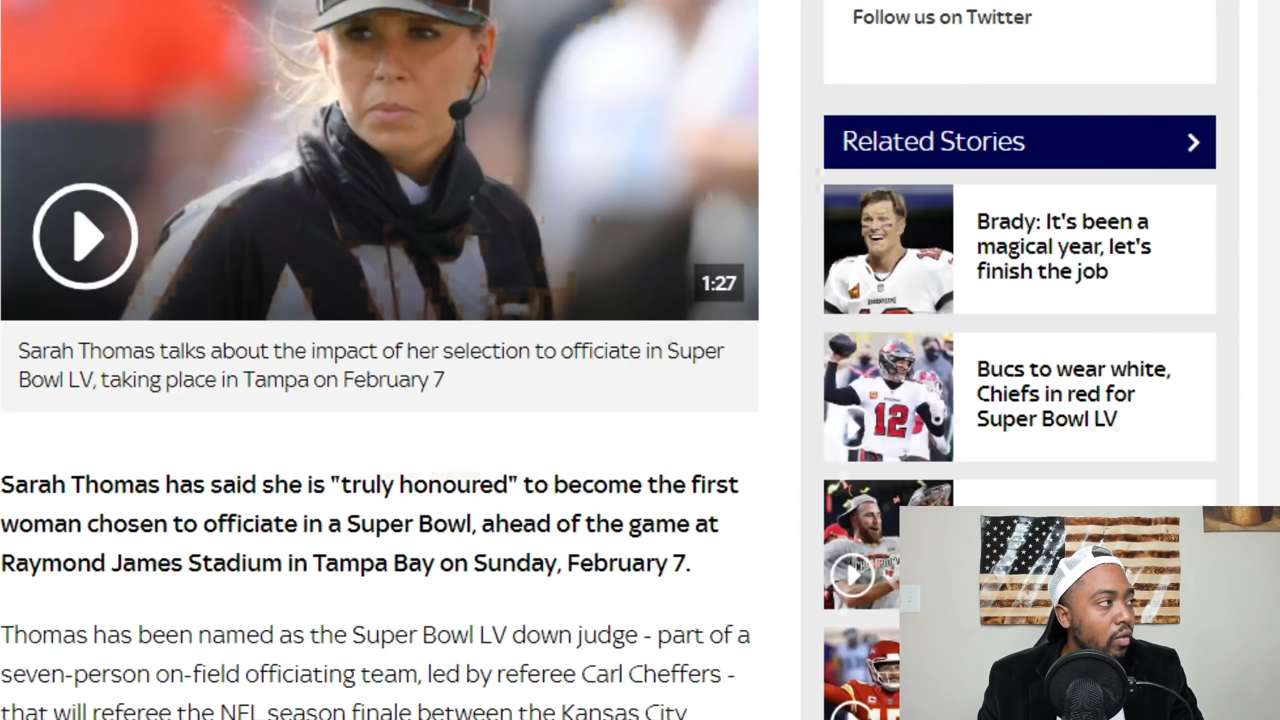 Follow us on Twitter
Related Stories
1:27
Sarah Thomas talks about the impact of her selection to officiate in Super
Bowl LV, taking place in Tampa on February 7
Brady: It's been a
magical year, let's
finish the job
Bucs to wear white,
Chiefs in red for
Super Bowl LV
12
Sarah Thomas has said she is "truly honoured" to become the first
woman chosen to officiate in a Super Bowl, ahead of the game at
Raymond James Stadium in Tampa Bay on Sunday, February 7.
Thomas has been named as the Super Bowl LV down judge - part of a
seven-person on-field officiating team, led by referee Carl Cheffers -
that will referee the NFL season finale between the Kansas City